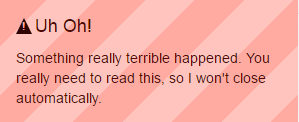 Uh Oh!
Something really terrible happened. You
really need to read this, so I won't close
automatically.